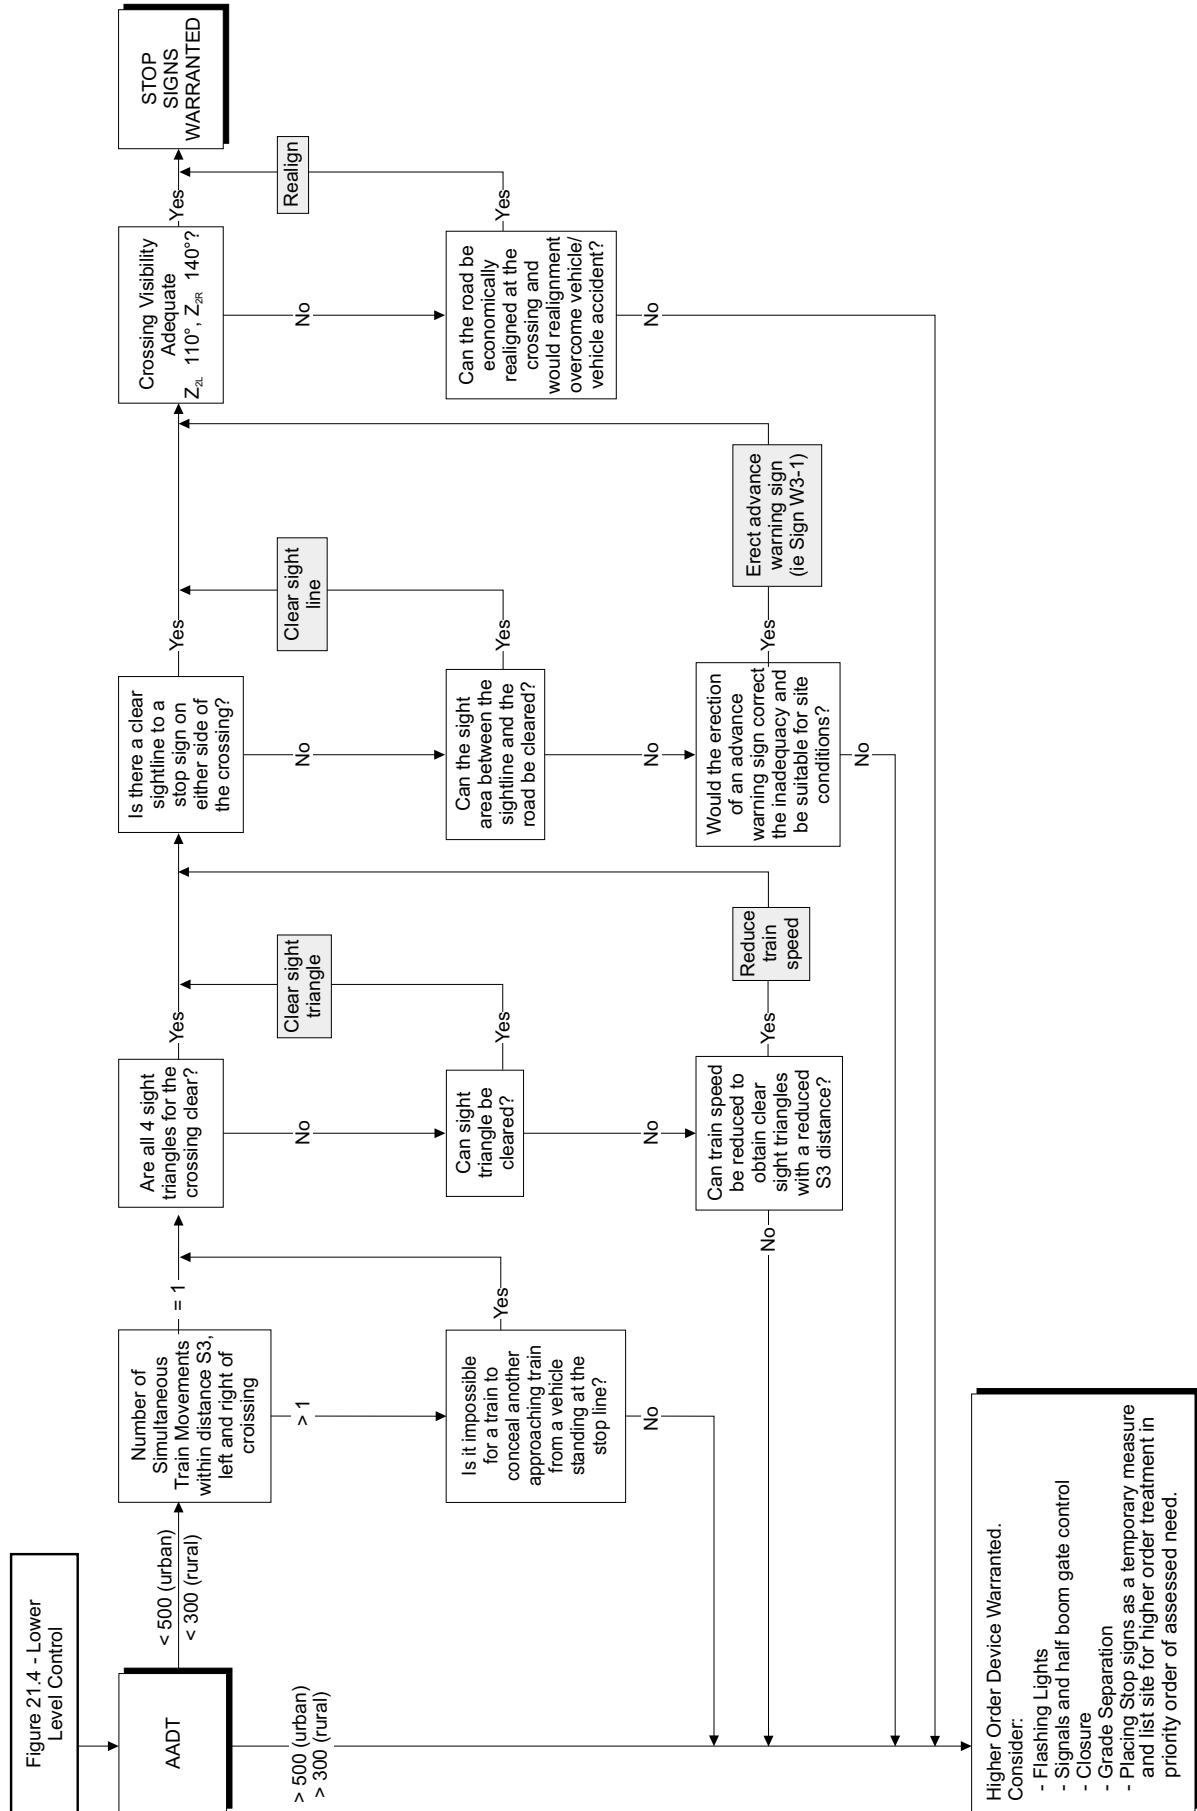 Figure 21.4 - Lower
Level Control
AADT
< 500 (urban)
< 300 (rural)
> 500 (urban)
> 300 (rural)
Number of
Simultaneous
Train Movements
within distance S3,
left and right of
croissing
= 1
> 1
Is it impossible
for a train to
conceal another
approaching train
from a vehicle
standing at the
stop line?
Yes
No
Are all 4 sight
triangles for the
crossing clear?
Yes
No
Can sight
triangle be
cleared?
Yes
Clear sight
triangle
No
Can train speed
be reduced to
obtain clear
sight triangles
with a reduced
S3 distance?
Yes
Reduce
train
speed
No
Is there a clear
sightline to a
stop sign on
either side of
the crossing?
Yes
No
Can the sight
area between the
sightline and the
road be cleared?
Yes
Clear sight
line
No
Would the erection
of an advance
warning sign correct
the inadequacy and
be suitable for site
conditions?
Yes
Erect advance
warning sign
(ie Sign W3-1)
No
Crossing Visibility
Adequate
Z2L 110°, Z2R 140°?
Yes
No
Can the road be
economically
realigned at the
crossing and
would realignment
overcome vehicle/
vehicle accident?
Yes
Realign
No
STOP
SIGNS
WARRANTED
Higher Order Device Warranted.
Consider:
- Flashing Lights
- Signals and half boom gate control
- Closure
- Grade Separation
- Placing Stop signs as a temporary measure
and list site for higher order treatment in
priority order of assessed need.